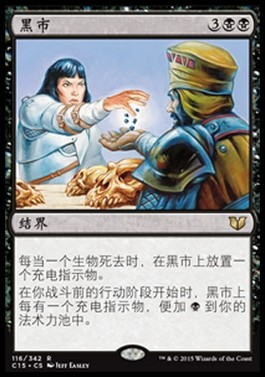 黑市 3
结界
每当一个生物死去时，在黑市上放置一
个充电指示物。
在你战斗前的行动阶段开始时，黑市上
每有一个充电指示物，便加 到你的
法术力池中。
116/342 R
C15 • CS Jeff Easley
™ & © 2015 Wizards of the Coast